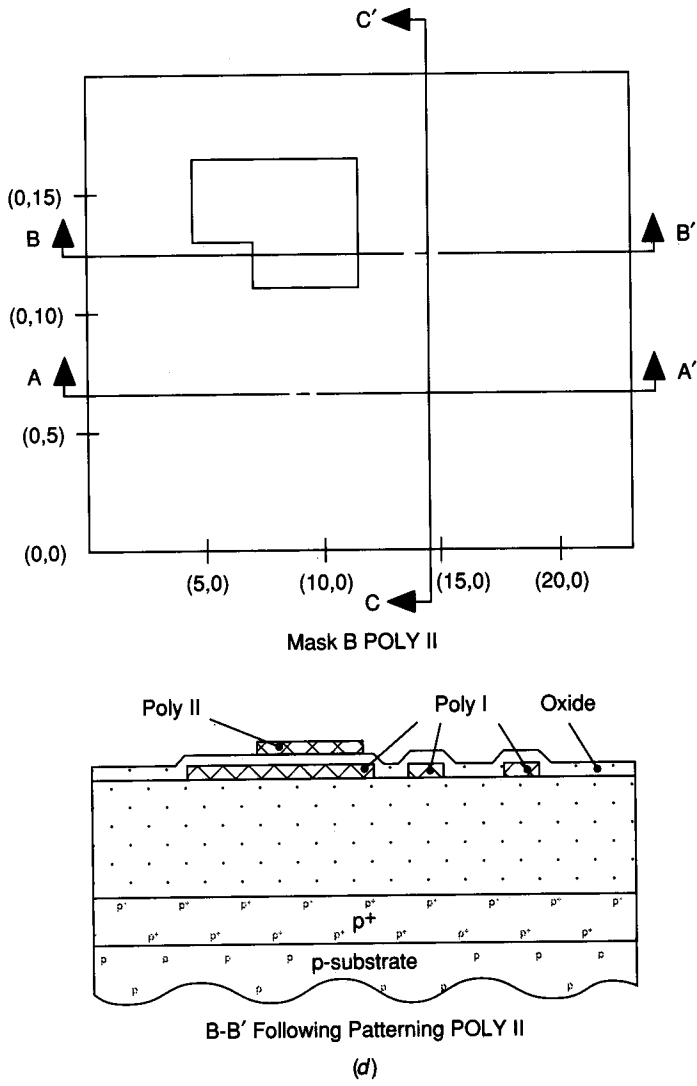 C′
(0,15)
B B′
(0,10)
A A′
(0,5)
(0,0)
(5,0) (10,0) (15,0) (20,0)
C
Mask B POLY II
Poly II Poly I Oxide
p⁺ p⁺ p⁺ p⁺ p⁺ p⁺ p⁺ p⁺ p⁺
p⁺
p⁺ p⁺ p⁺ p⁺ p⁺ p⁺ p⁺ p⁺
p p p p p p p p
p-substrate
p p p p p
B-B′ Following Patterning POLY II
(d)